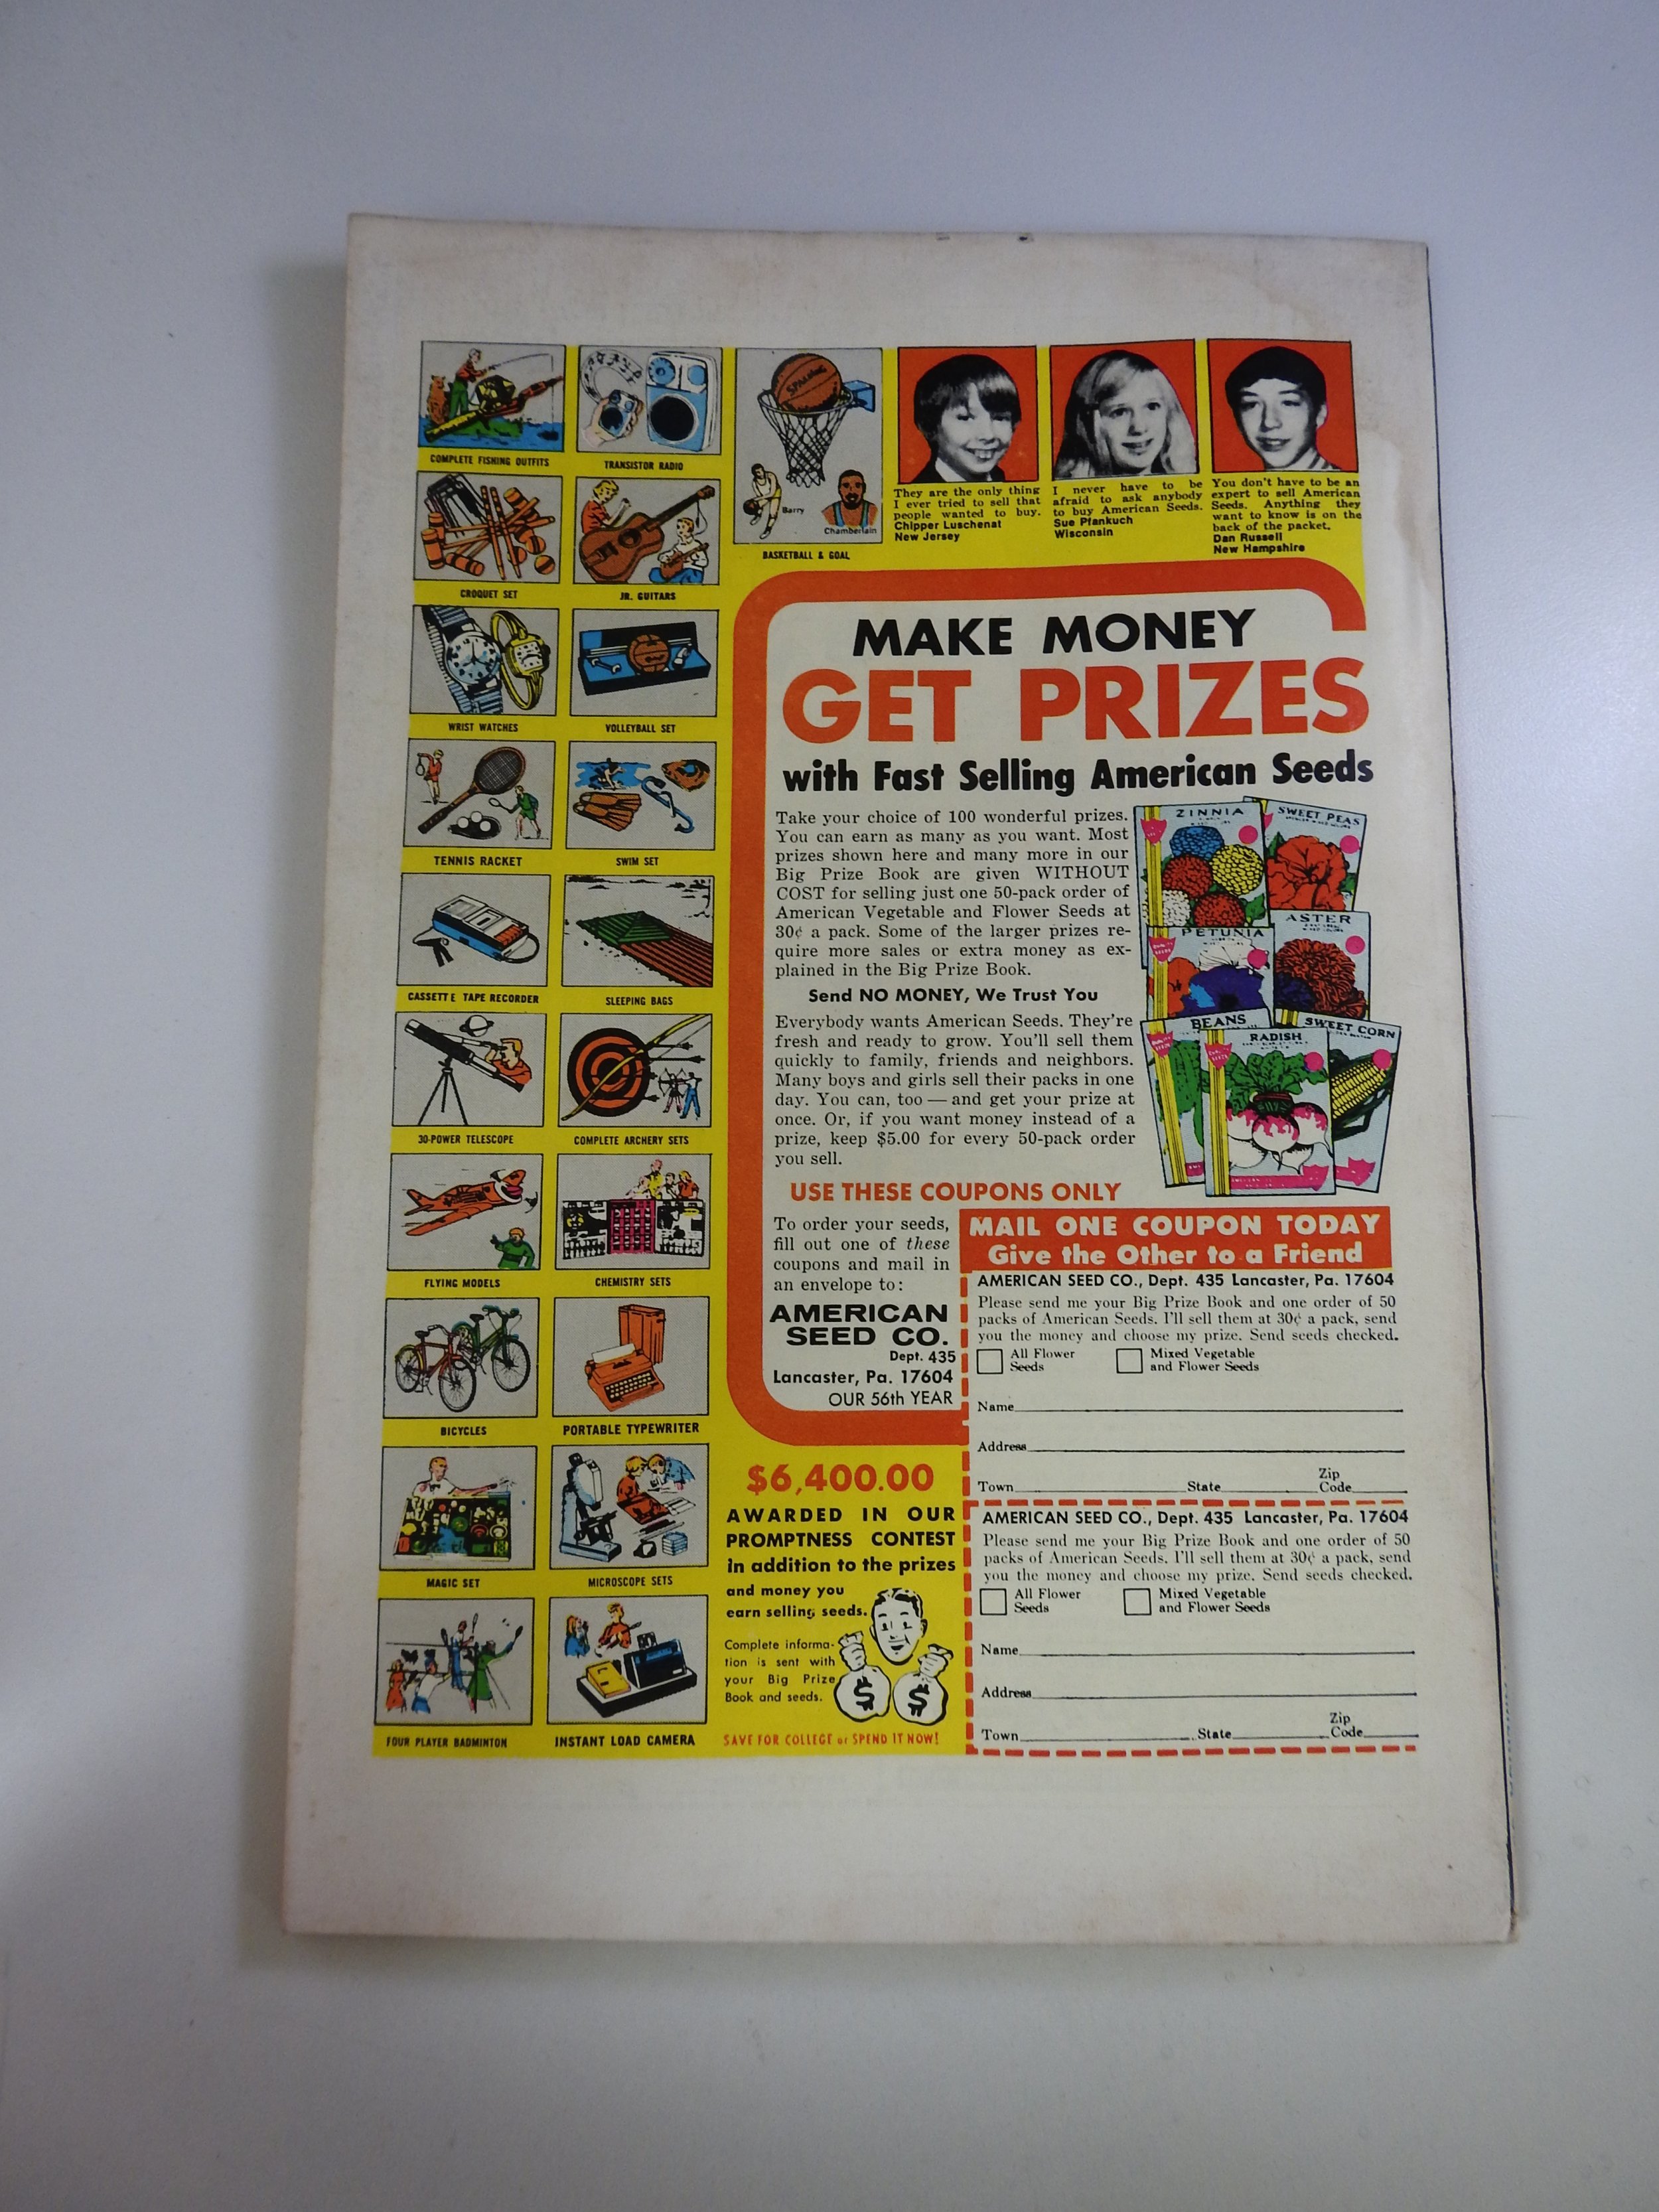 COMPLETE FISHING OUTFITS
TRANSISTOR RADIO
CROQUET SET
JR. GUITARS
WRIST WATCHES
VOLLEYBALL SET
TENNIS RACKET
SWIM SET
CASSETTE TAPE RECORDER
SLEEPING BAGS
30-POWER TELESCOPE
COMPLETE ARCHERY SETS
FLYING MODELS
CHEMISTRY SETS
BICYCLES
PORTABLE TYPEWRITER
MAGIC SET
MICROSCOPE SETS
FOUR PLAYER BADMINTON
INSTANT LOAD CAMERA
SPALDING
Barry
Chamberlain
BASKETBALL & GOAL
They are the only thing
I ever tried to sell that
people wanted to buy.
Chipper Luschenat
New Jersey
I never have to be
afraid to ask anybody
to buy American Seeds.
Sue Pfankuch
Wisconsin
You don't have to be an
expert to sell American
Seeds. Anything they
want to know is on the
back of the packet.
Dan Russell
New Hampshire
MAKE MONEY
GET PRIZES
with Fast Selling American Seeds
Take your choice of 100 wonderful prizes.
You can earn as many as you want. Most
prizes shown here and many more in our
Big Prize Book are given WITHOUT
COST for selling just one 50-pack order of
American Vegetable and Flower Seeds at
30¢ a pack. Some of the larger prizes re-
quire more sales or extra money as ex-
plained in the Big Prize Book.
Send NO MONEY, We Trust You
Everybody wants American Seeds. They're
fresh and ready to grow. You'll sell them
quickly to family, friends and neighbors.
Many boys and girls sell their packs in one
day. You can, too — and get your prize at
once. Or, if you want money instead of a
prize, keep $5.00 for every 50-pack order
you sell.
ZINNIA
SWEET PEAS
ASTER
PETUNIA
BEANS
SWEET CORN
RADISH
USE THESE COUPONS ONLY
To order your seeds,
fill out one of these
coupons and mail in
an envelope to:
AMERICAN
SEED CO.
Dept. 435
Lancaster, Pa. 17604
OUR 56th YEAR
MAIL ONE COUPON TODAY
Give the Other to a Friend
AMERICAN SEED CO., Dept. 435 Lancaster, Pa. 17604
Please send me your Big Prize Book and one order of 50
packs of American Seeds. I'll sell them at 30¢ a pack, send
you the money and choose my prize. Send seeds checked.
All Flower Seeds
Mixed Vegetable and Flower Seeds
Name
Address
Town State Zip Code
AMERICAN SEED CO., Dept. 435 Lancaster, Pa. 17604
Please send me your Big Prize Book and one order of 50
packs of American Seeds. I'll sell them at 30¢ a pack, send
you the money and choose my prize. Send seeds checked.
All Flower Seeds
Mixed Vegetable and Flower Seeds
Name
Address
Town State Zip Code
$6,400.00
AWARDED IN OUR
PROMPTNESS CONTEST
in addition to the prizes
and money you
earn selling seeds.
Complete informa-
tion is sent with
your Big Prize
Book and seeds.
$ $
SAVE FOR COLLEGE or SPEND IT NOW!